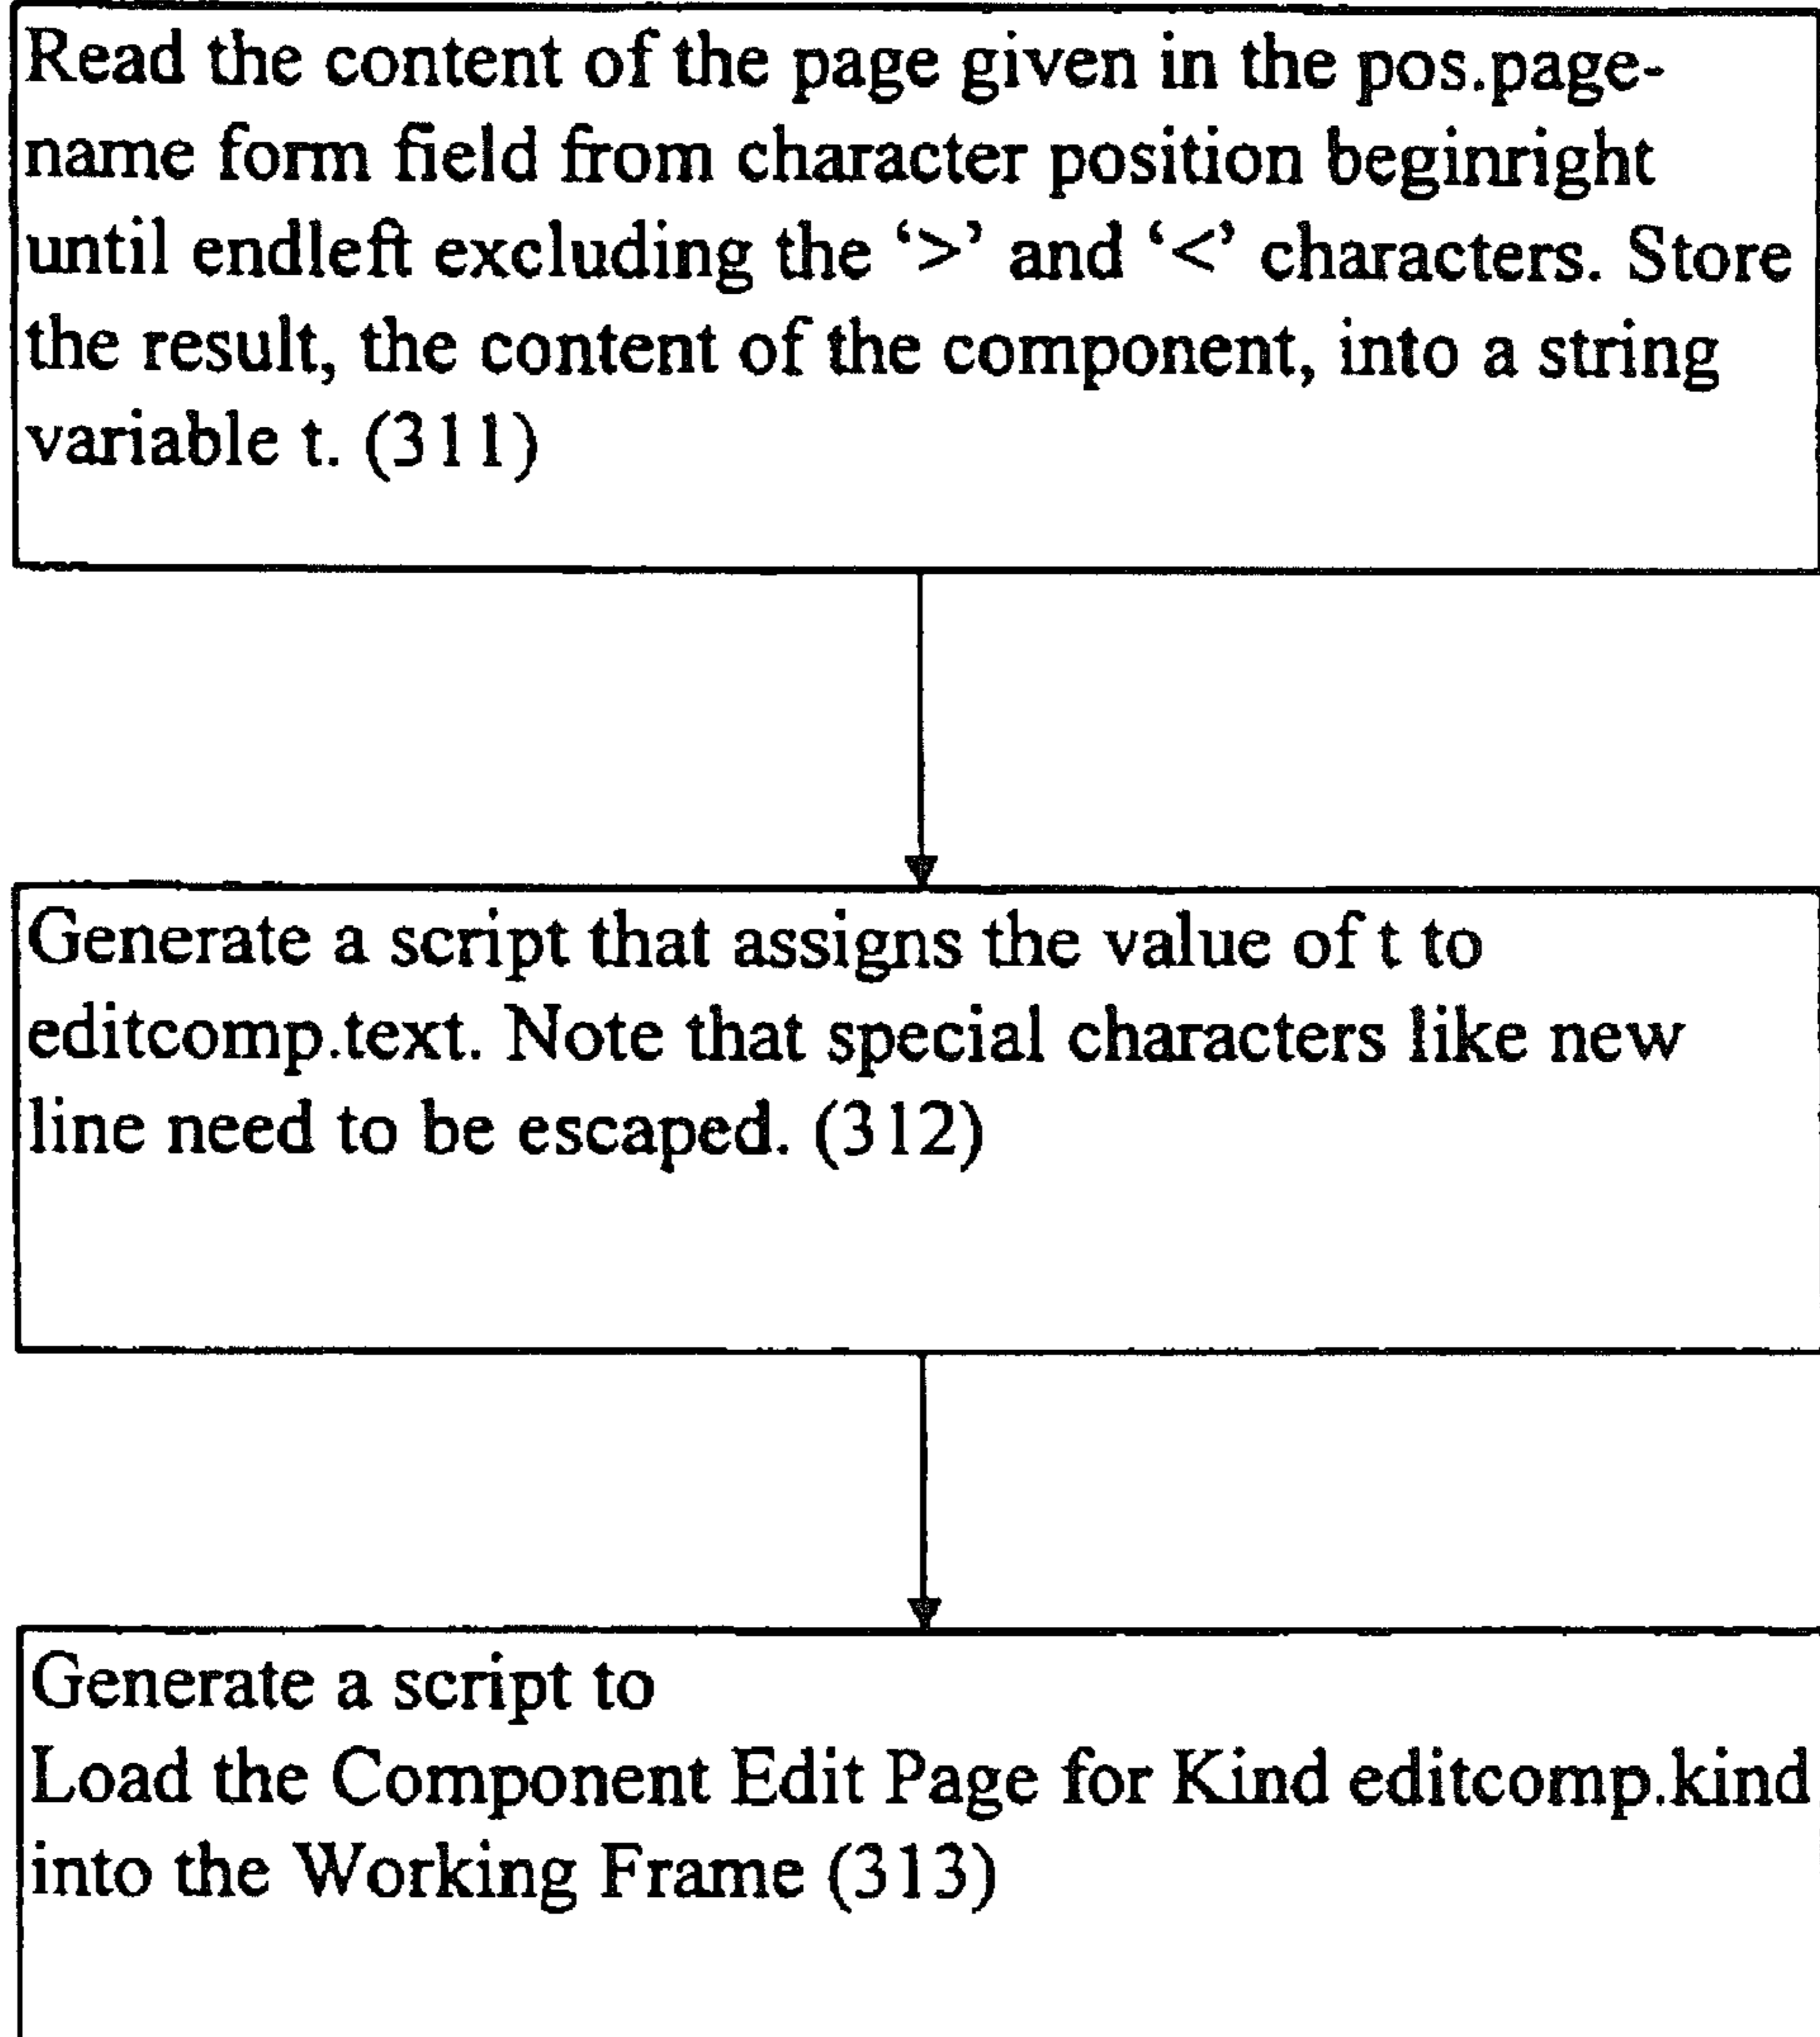 Read the content of the page given in the pos.page-
name form field from character position beginright
until endleft excluding the ‘>’ and ‘<’ characters. Store
the result, the content of the component, into a string
variable t. (311)
Generate a script that assigns the value of t to
editcomp.text. Note that special characters like new
line need to be escaped. (312)
Generate a script to
Load the Component Edit Page for Kind editcomp.kind
into the Working Frame (313)